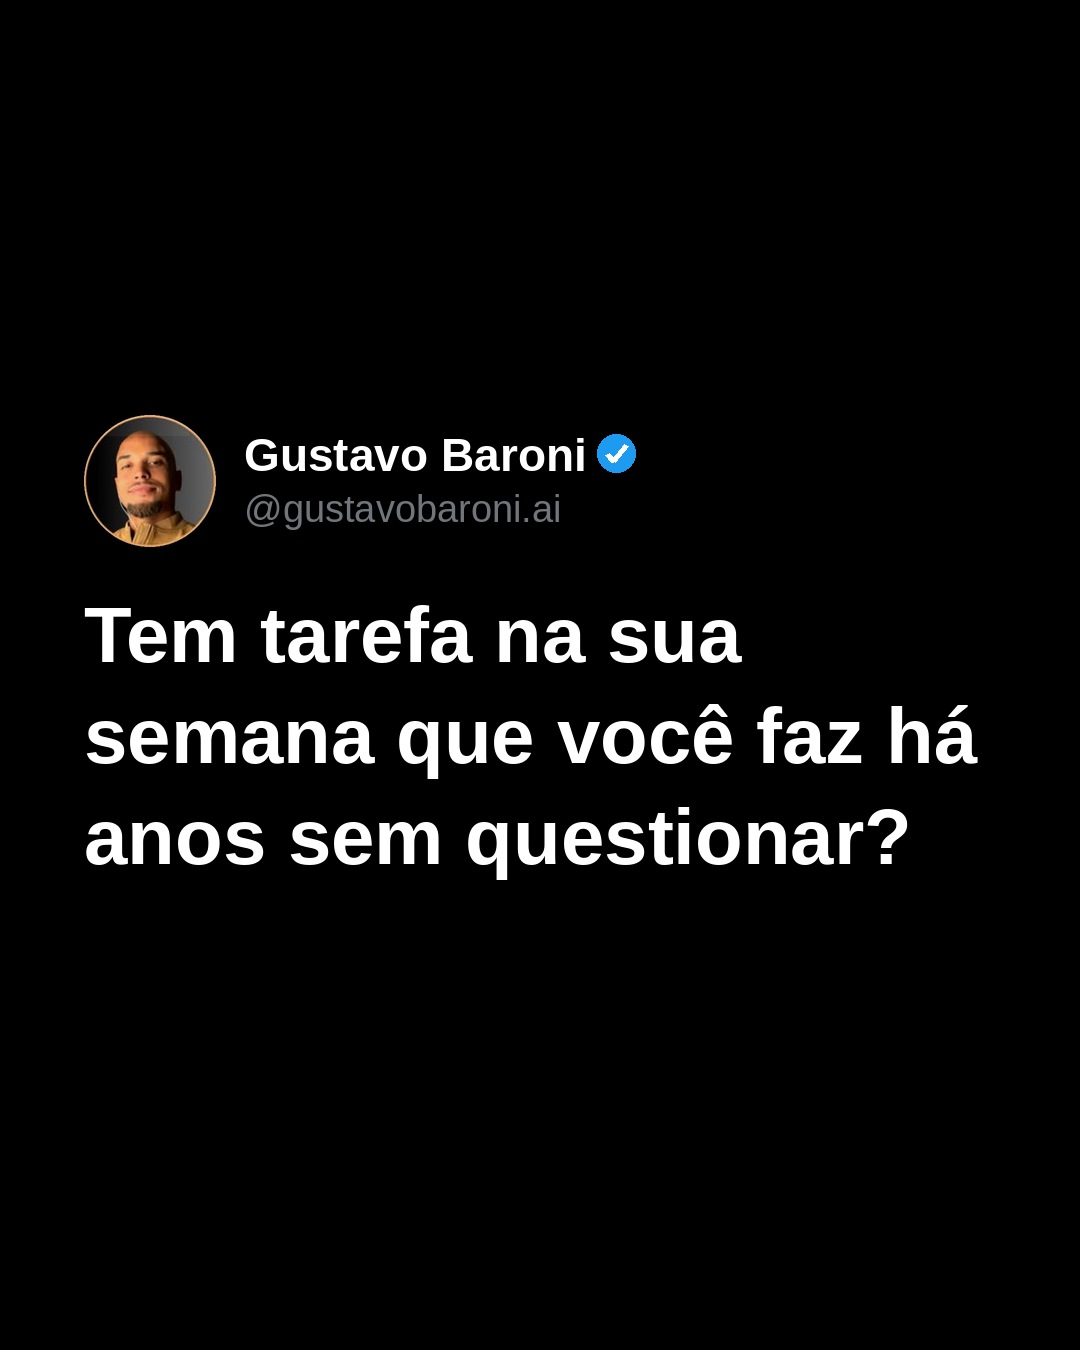 Gustavo Baroni
@gustavobaroni.ai
Tem tarefa na sua
semana que você faz há
anos sem questionar?